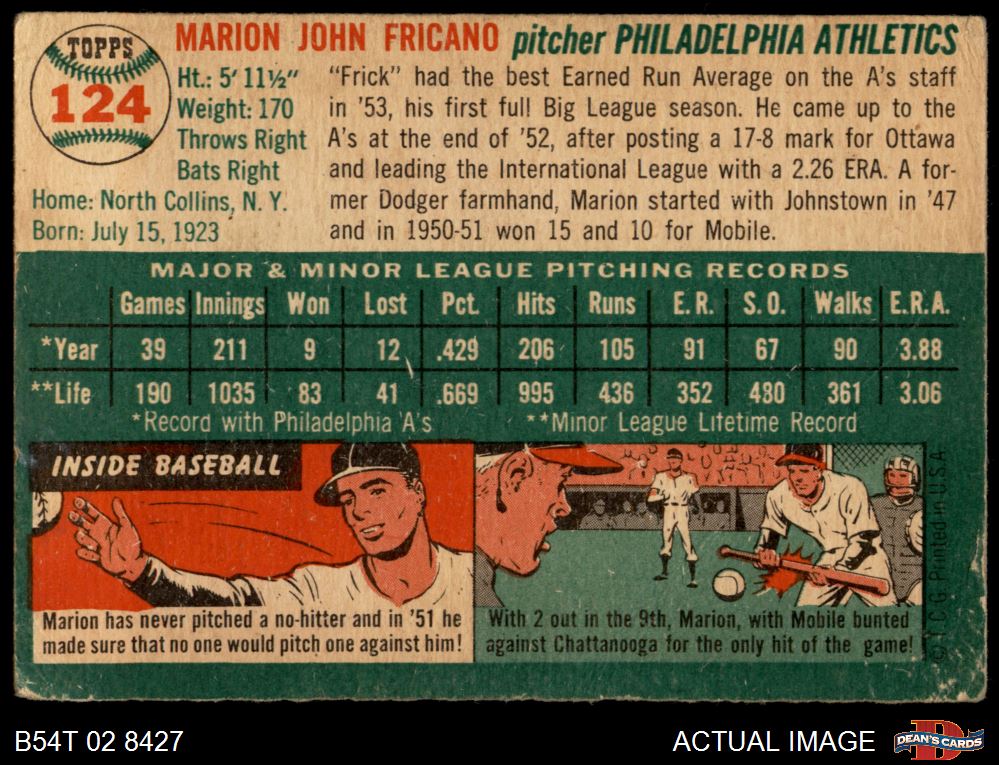 TOPPS
124
MARION JOHN FRICANO pitcher PHILADELPHIA ATHLETICS
Ht.: 5' 11½"
Weight: 170
Throws Right
Bats Right
Home: North Collins, N. Y.
Born: July 15, 1923
"Frick" had the best Earned Run Average on the A's staff
in '53, his first full Big League season. He came up to the
A's at the end of '52, after posting a 17-8 mark for Ottawa
and leading the International League with a 2.26 ERA. A for-
mer Dodger farmhand, Marion started with Johnstown in '47
and in 1950-51 won 15 and 10 for Mobile.
MAJOR & MINOR LEAGUE PITCHING RECORDS
Games Innings Won Lost Pct. Hits Runs E.R. S.O. Walks E.R.A.
*Year 39 211 9 12 .429 206 105 91 67 90 3.88
**Life 190 1035 83 41 .669 995 436 352 480 361 3.06
*Record with Philadelphia A's **Minor League Lifetime Record
INSIDE BASEBALL
Marion has never pitched a no-hitter and in '51 he
made sure that no one would pitch one against him!
With 2 out in the 9th, Marion, with Mobile bunted
against Chattanooga for the only hit of the game!
© T.C.G. Printed in U.S.A.
B54T 02 8427
ACTUAL IMAGE
D
DEAN'S CARDS